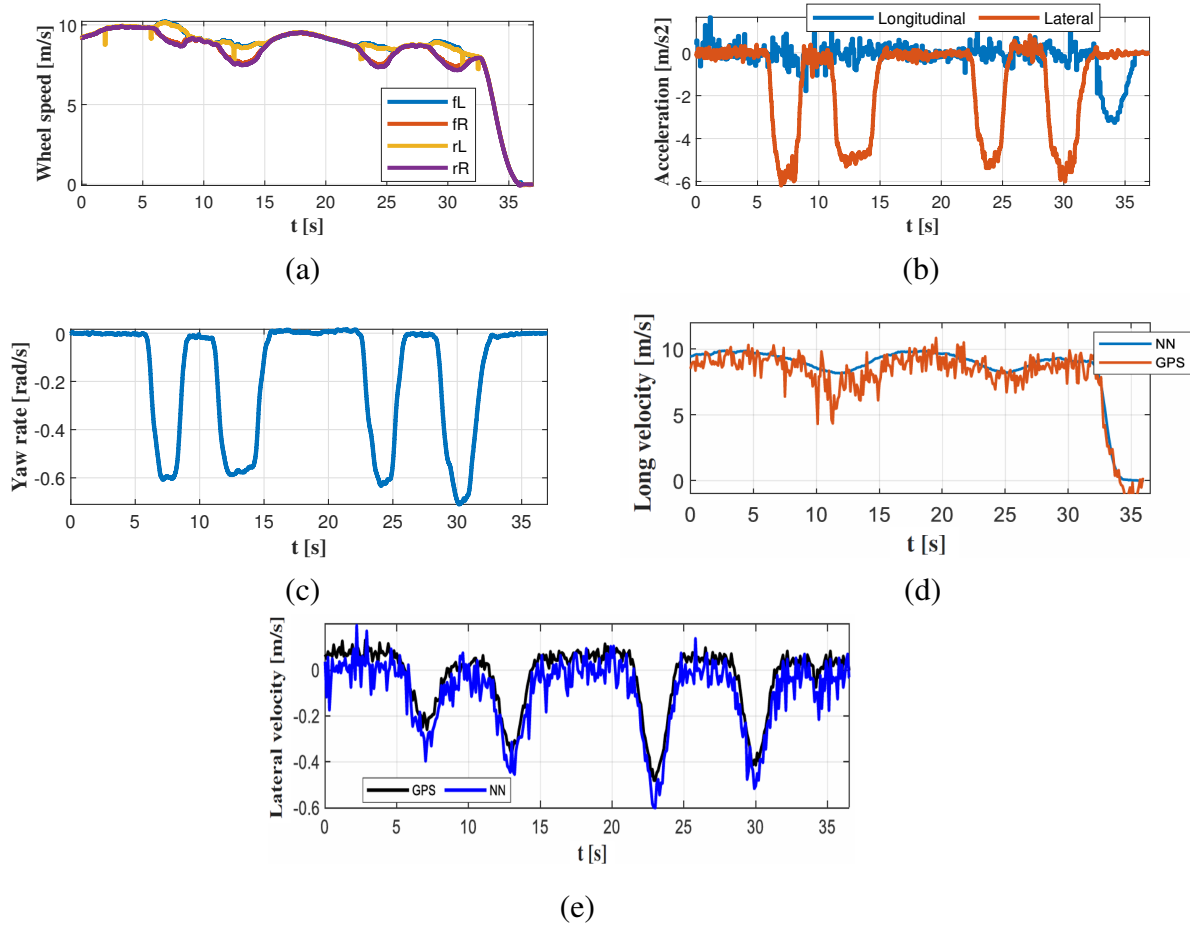 Wheel speed [m/s]
10
5
0
fL
fR
rL
rR
0 5 10 15 20 25 30 35
t [s]
(a)
Acceleration [m/s2]
Longitudinal Lateral
0
-2
-4
-6
0 5 10 15 20 25 30 35
t [s]
(b)
Yaw rate [rad/s]
0
-0.2
-0.4
-0.6
0 5 10 15 20 25 30 35
t [s]
(c)
Long velocity [m/s]
10
5
0
NN
GPS
0 5 10 15 20 25 30 35
t [s]
(d)
Lateral velocity [m/s]
0
-0.2
-0.4
-0.6
GPS NN
0 5 10 15 20 25 30 35
t [s]
(e)